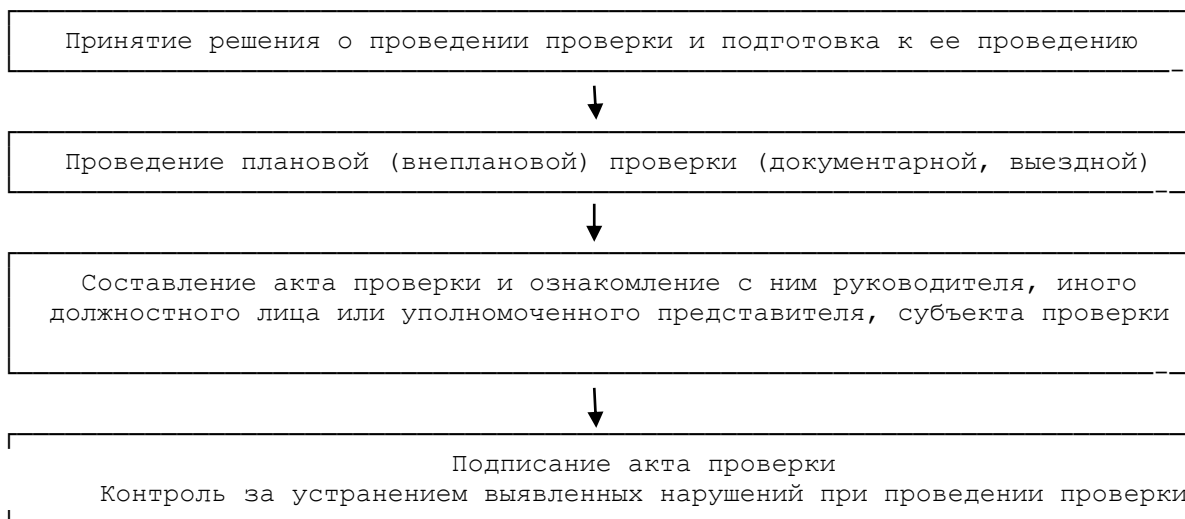 Принятие решения о проведении проверки и подготовка к ее проведению
Проведение плановой (внеплановой) проверки (документарной, выездной)
Составление акта проверки и ознакомление с ним руководителя, иного
должностного лица или уполномоченного представителя, субъекта проверки
Подписание акта проверки
Контроль за устранением выявленных нарушений при проведении проверки